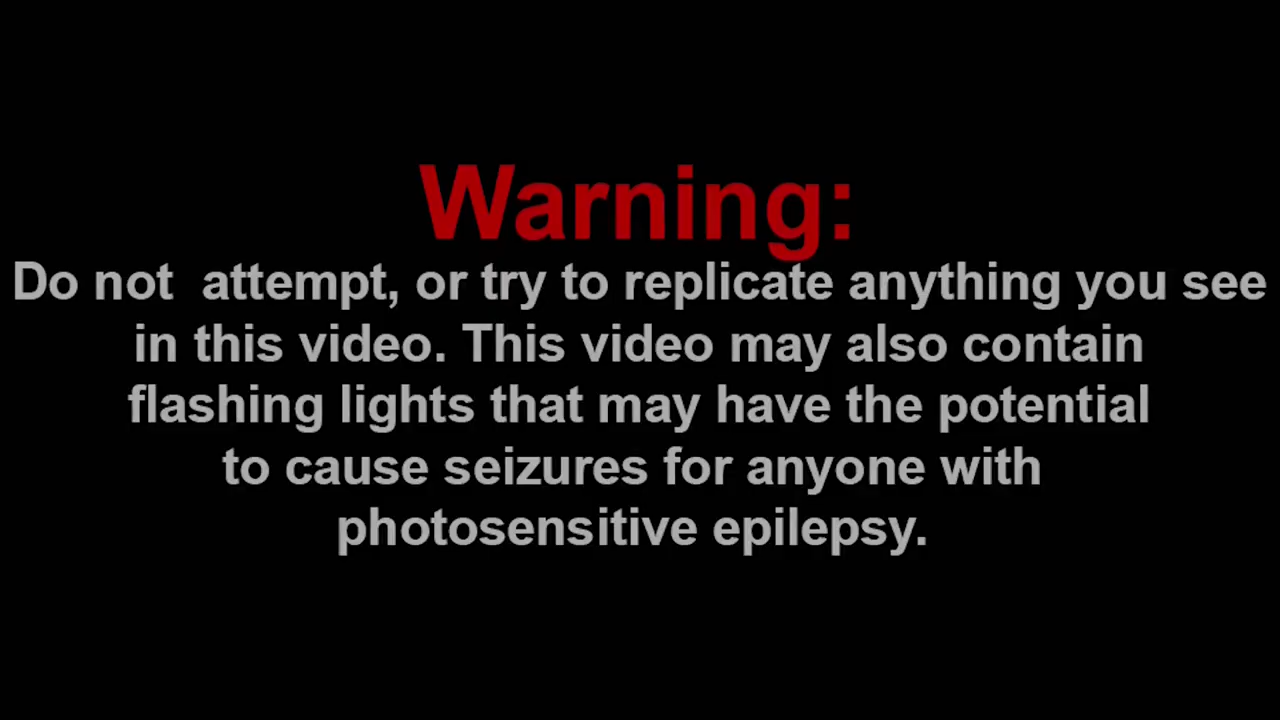 Warning:
Do not  attempt, or try to replicate anything you see
in this video. This video may also contain
flashing lights that may have the potential
to cause seizures for anyone with
photosensitive epilepsy.